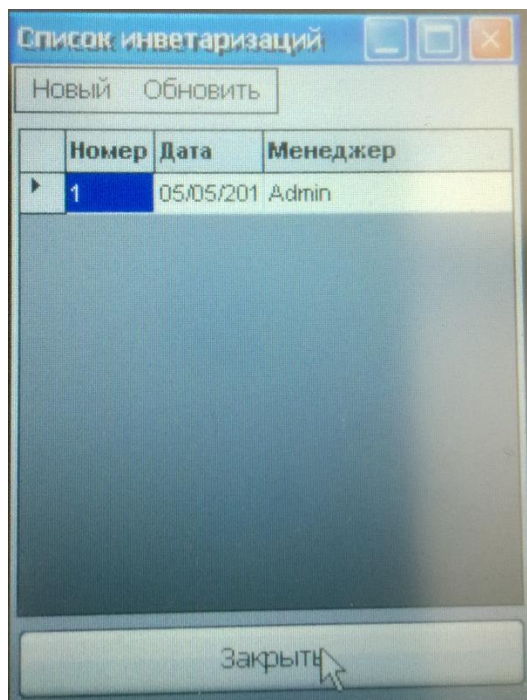 Список инветаризаций
Новый Обновить
Номер Дата Менеджер
1 05/05/201 Admin
Закрыть